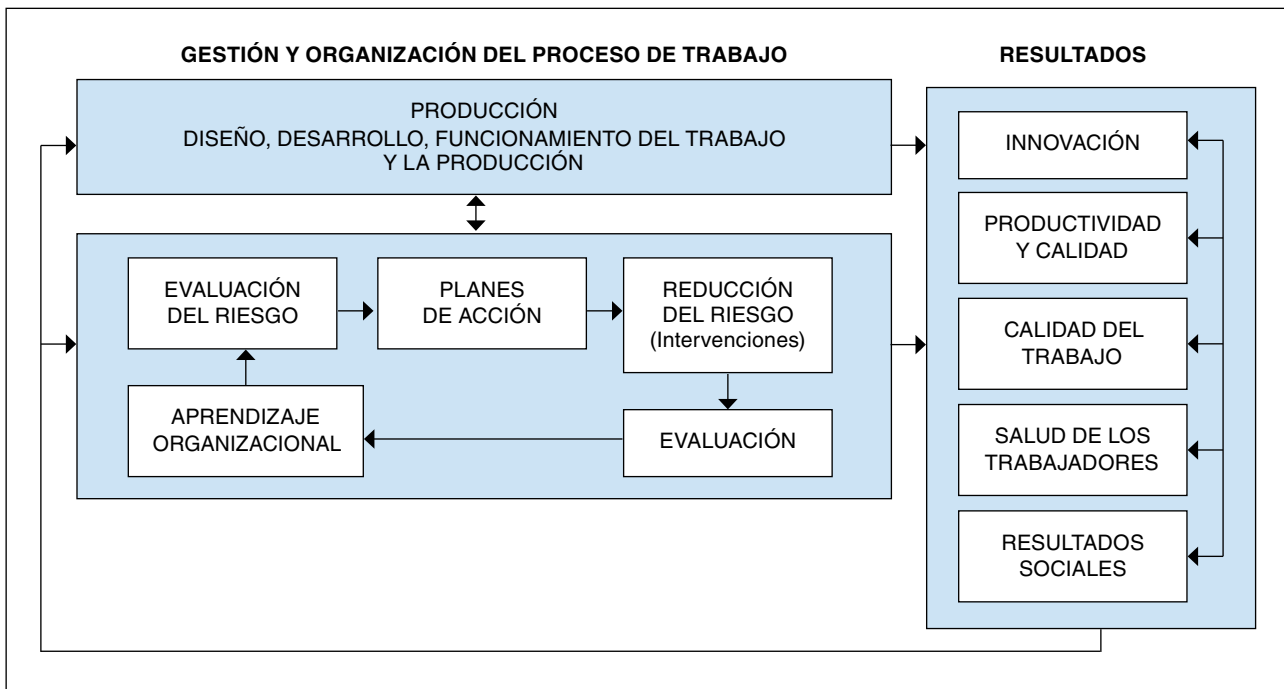 GESTIÓN Y ORGANIZACIÓN DEL PROCESO DE TRABAJO
RESULTADOS
PRODUCCIÓN
DISEÑO, DESARROLLO, FUNCIONAMIENTO DEL TRABAJO
Y LA PRODUCCIÓN
EVALUACIÓN
DEL RIESGO
PLANES
DE ACCIÓN
REDUCCIÓN
DEL RIESGO
(Intervenciones)
APRENDIZAJE
ORGANIZACIONAL
EVALUACIÓN
INNOVACIÓN
PRODUCTIVIDAD
Y CALIDAD
CALIDAD DEL
TRABAJO
SALUD DE LOS
TRABAJADORES
RESULTADOS
SOCIALES